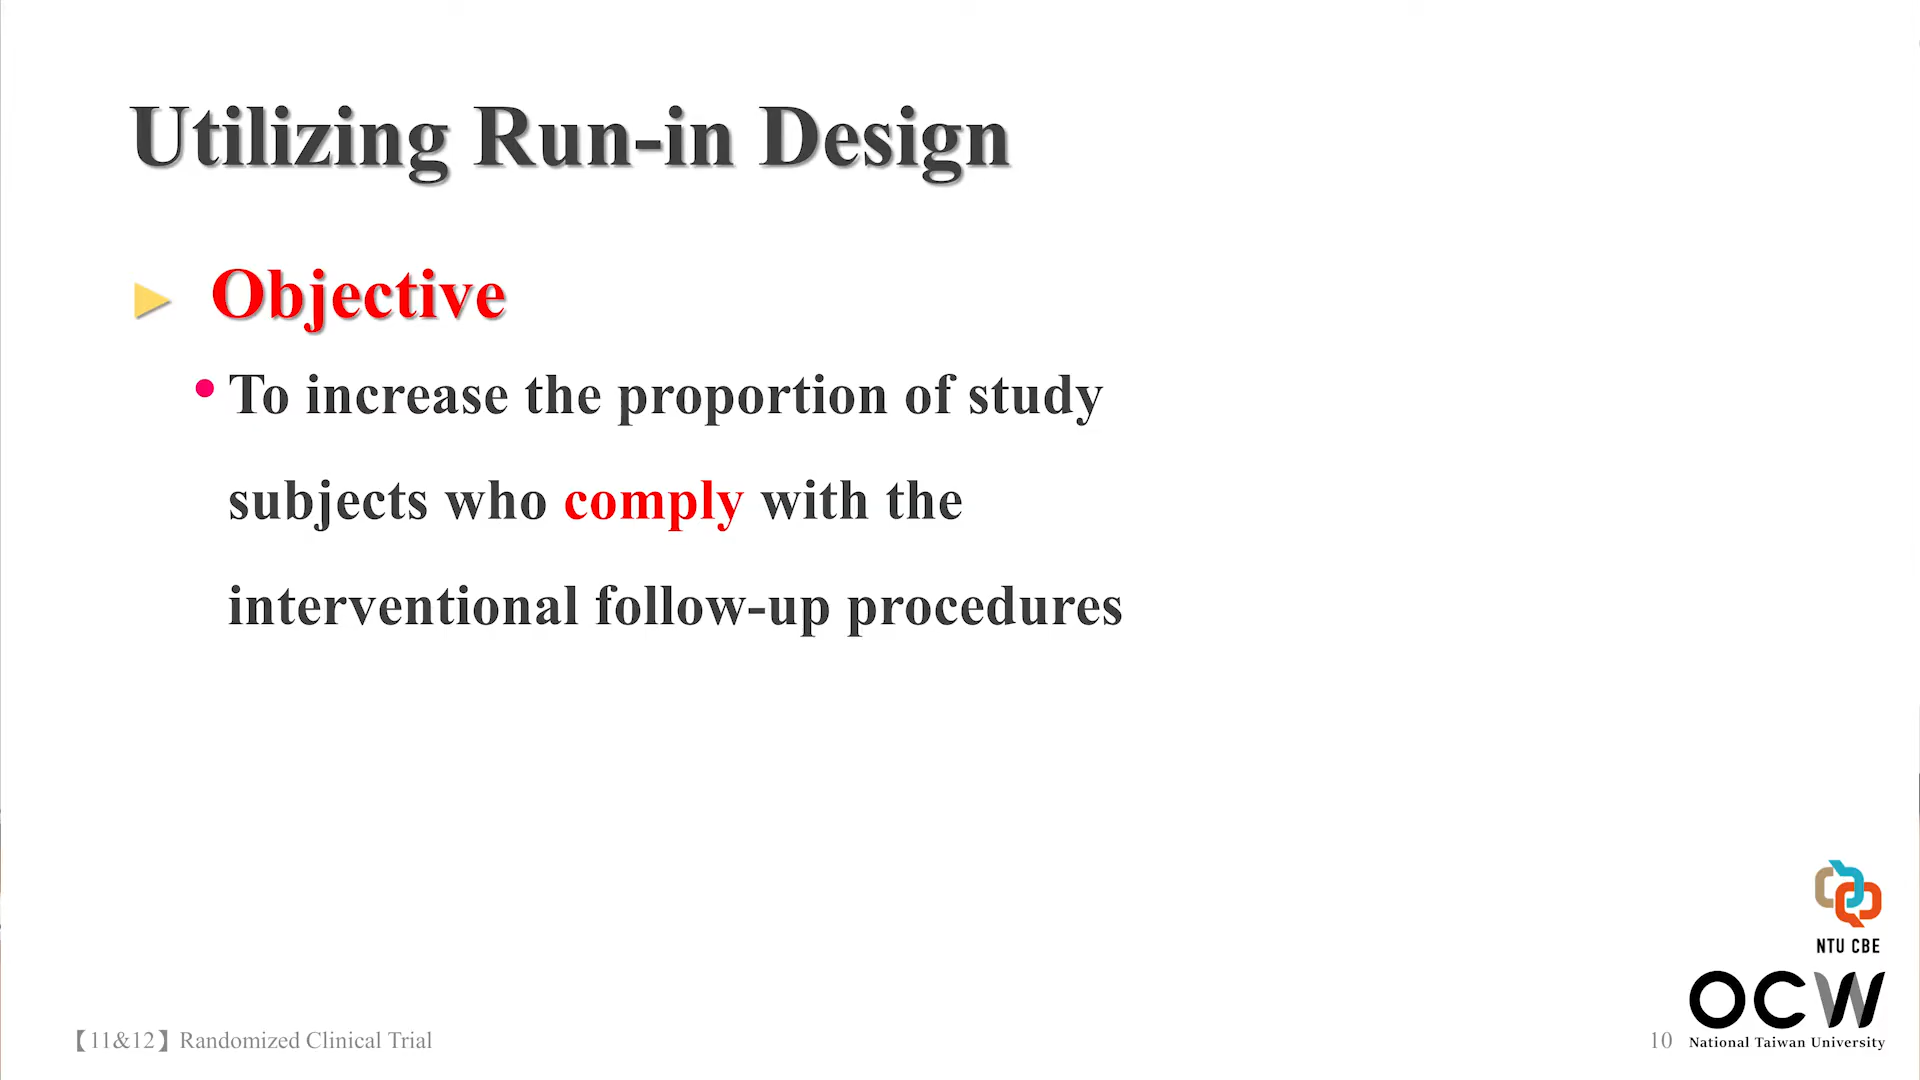 Utilizing Run-in Design
► Objective
• To increase the proportion of study
subjects who comply with the
interventional follow-up procedures
NTU CBE
OCW
National Taiwan University
【11&12】Randomized Clinical Trial
10